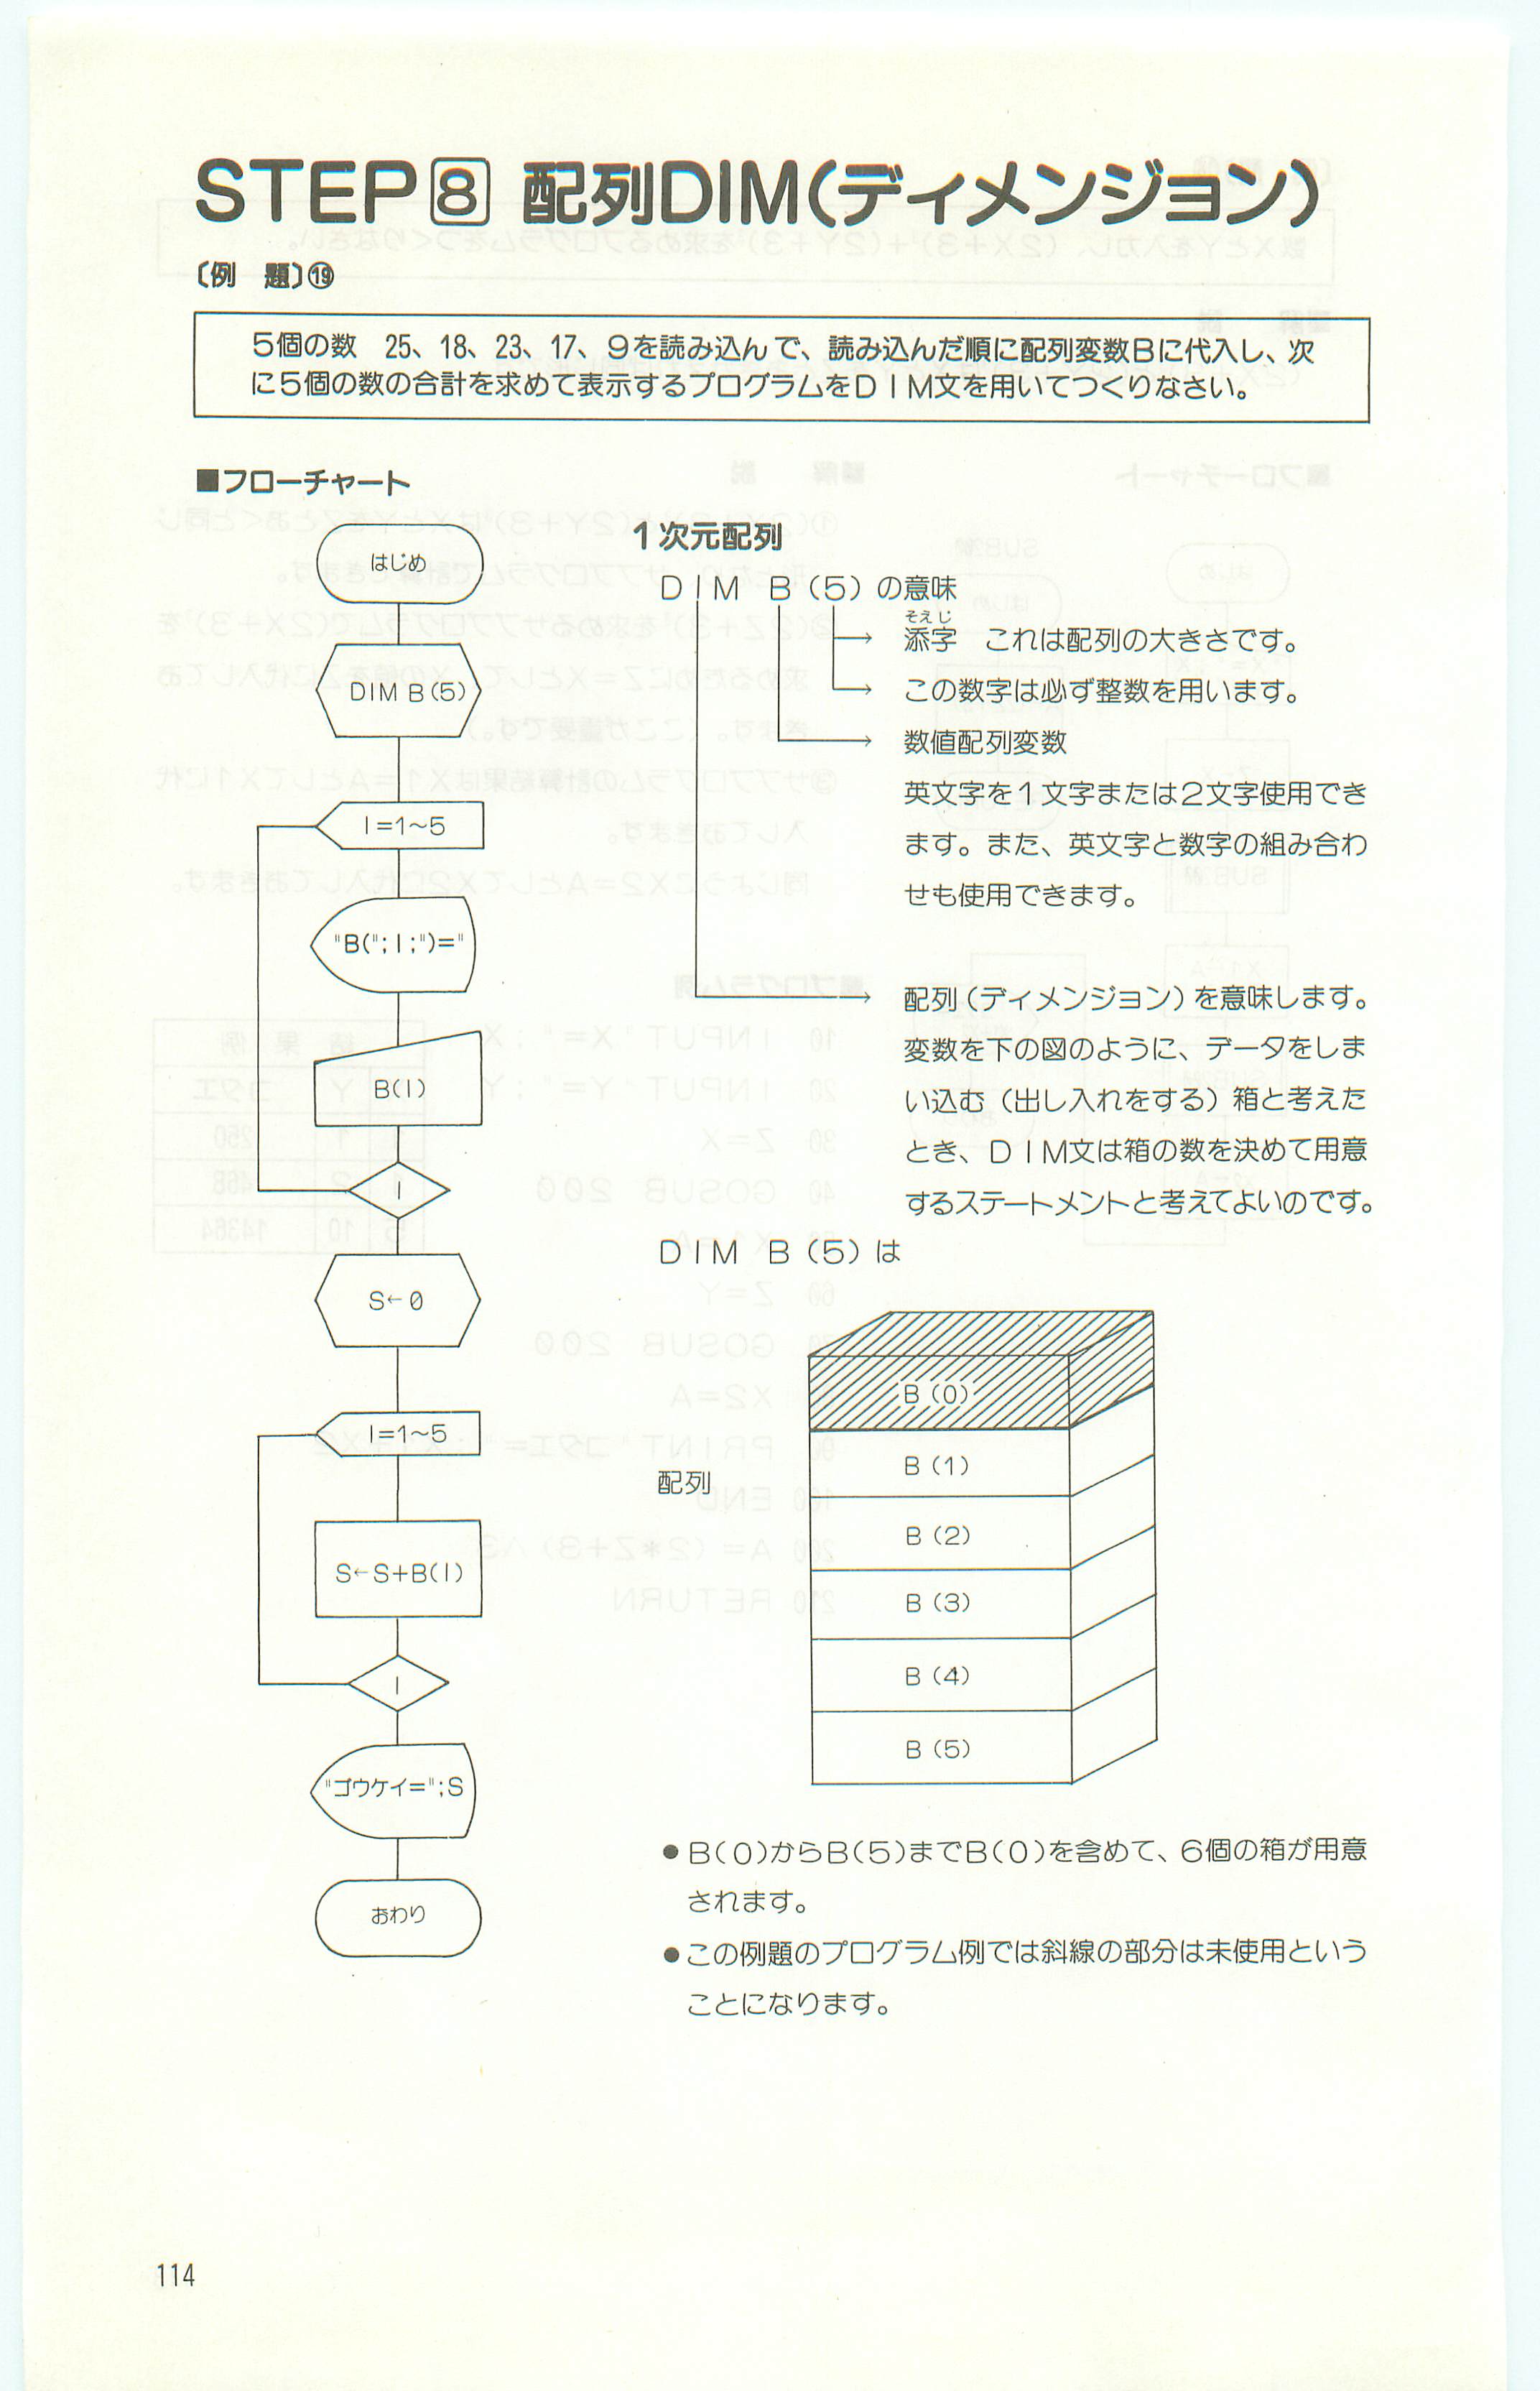 STEP 8 配列DIM(ディメンジョン)
〔例　題〕⑲
5個の数　25、18、23、17、9を読み込んで、読み込んだ順に配列変数Bに代入し、次
に5個の数の合計を求めて表示するプログラムをDIM文を用いてつくりなさい。
■フローチャート
はじめ
DIM B(5)
I=1~5
"B(";I;")="
B(I)
I
S←0
I=1~5
S←S+B(I)
I
"ゴウケイ=";S
おわり
1次元配列
DIM B(5)の意味
そえじ
添字　これは配列の大きさです。
この数字は必ず整数を用います。
数値配列変数
英文字を1文字または2文字使用でき
ます。また、英文字と数字の組み合わ
せも使用できます。
配列(ディメンジョン)を意味します。
変数を下の図のように、データをしま
い込む(出し入れをする)箱と考えた
とき、DIM文は箱の数を決めて用意
するステートメントと考えてよいのです。
DIM B(5)は
配列
B(0)
B(1)
B(2)
B(3)
B(4)
B(5)
●B(0)からB(5)までB(0)を含めて、6個の箱が用意
されます。
●この例題のプログラム例では斜線の部分は未使用という
ことになります。
114